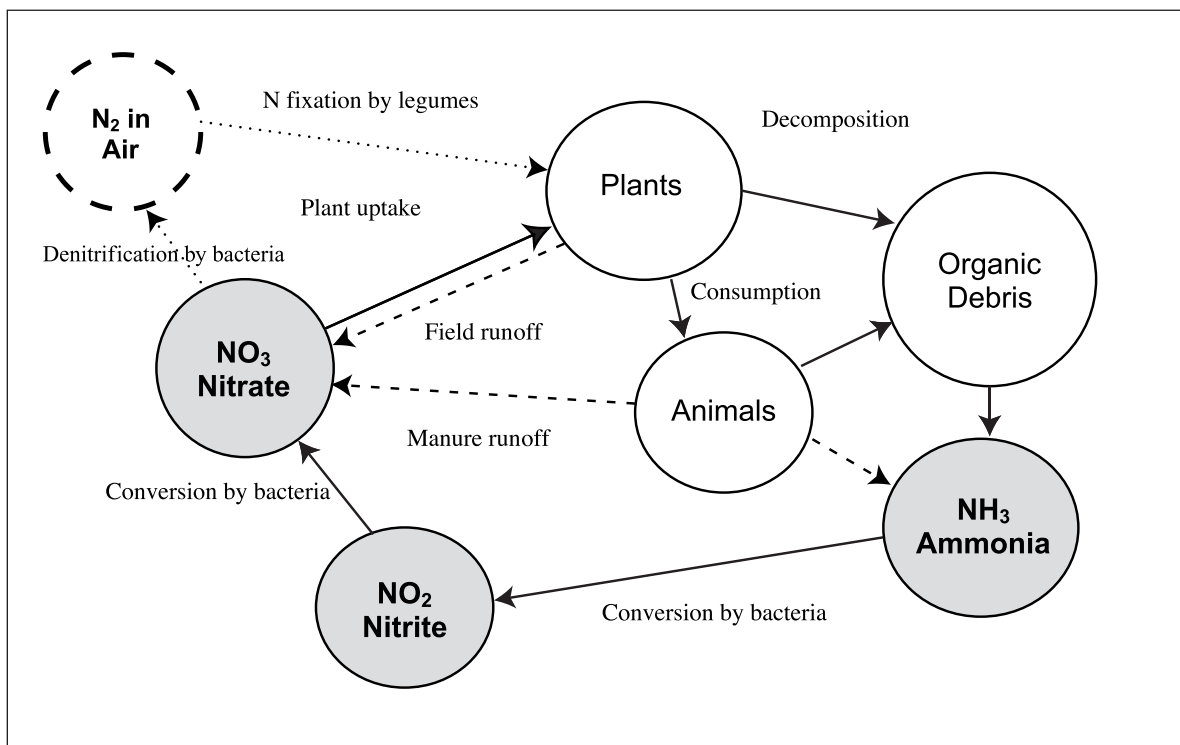 N₂ in
Air
N fixation by legumes
Plants
Decomposition
Plant uptake
Denitrification by bacteria
Organic
Debris
Consumption
Field runoff
NO₃
Nitrate
Animals
Manure runoff
Conversion by bacteria
NH₃
Ammonia
NO₂
Nitrite
Conversion by bacteria